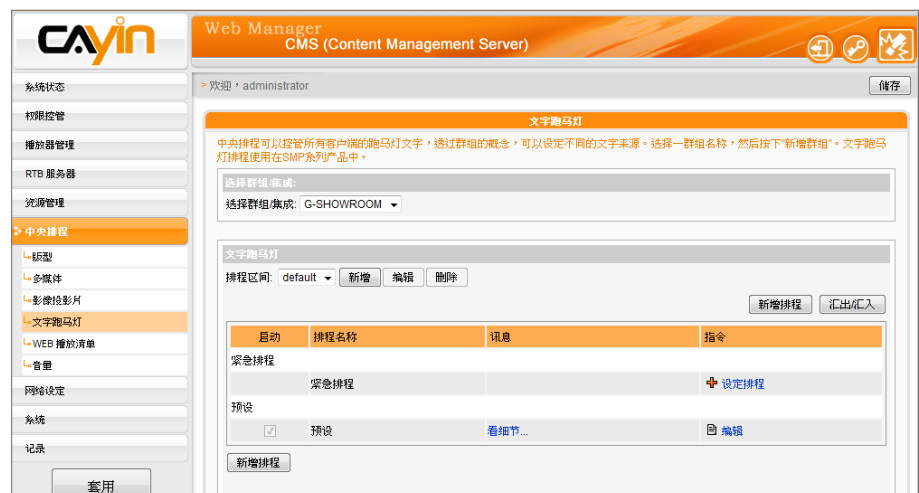 CAYIN
Web Manager
CMS (Content Management Server)
系统状态
权限控管
播放器管理
RTB 服务器
资源管理
中央排程
版型
多媒体
影像投影片
文字跑马灯
WEB 播放清单
音量
网络设定
系统
记录
套用
> 欢迎，administrator
储存
文字跑马灯
中央排程可以控管所有客户端的跑马灯文字，透过群组的概念，可以设定不同的文字来源。选择一群组名称，然后按下"新增群组"。文字跑
马灯排程使用在SMP系列产品中。
选择群组/集成:
选择群组/集成: G-SHOWROOM
文字跑马灯
排程区间: default 新增 编辑 删除
新增排程 汇出/汇入
启动 排程名称 讯息 指令
紧急排程
紧急排程 设定排程
预设
预设 看细节... 编辑
新增排程